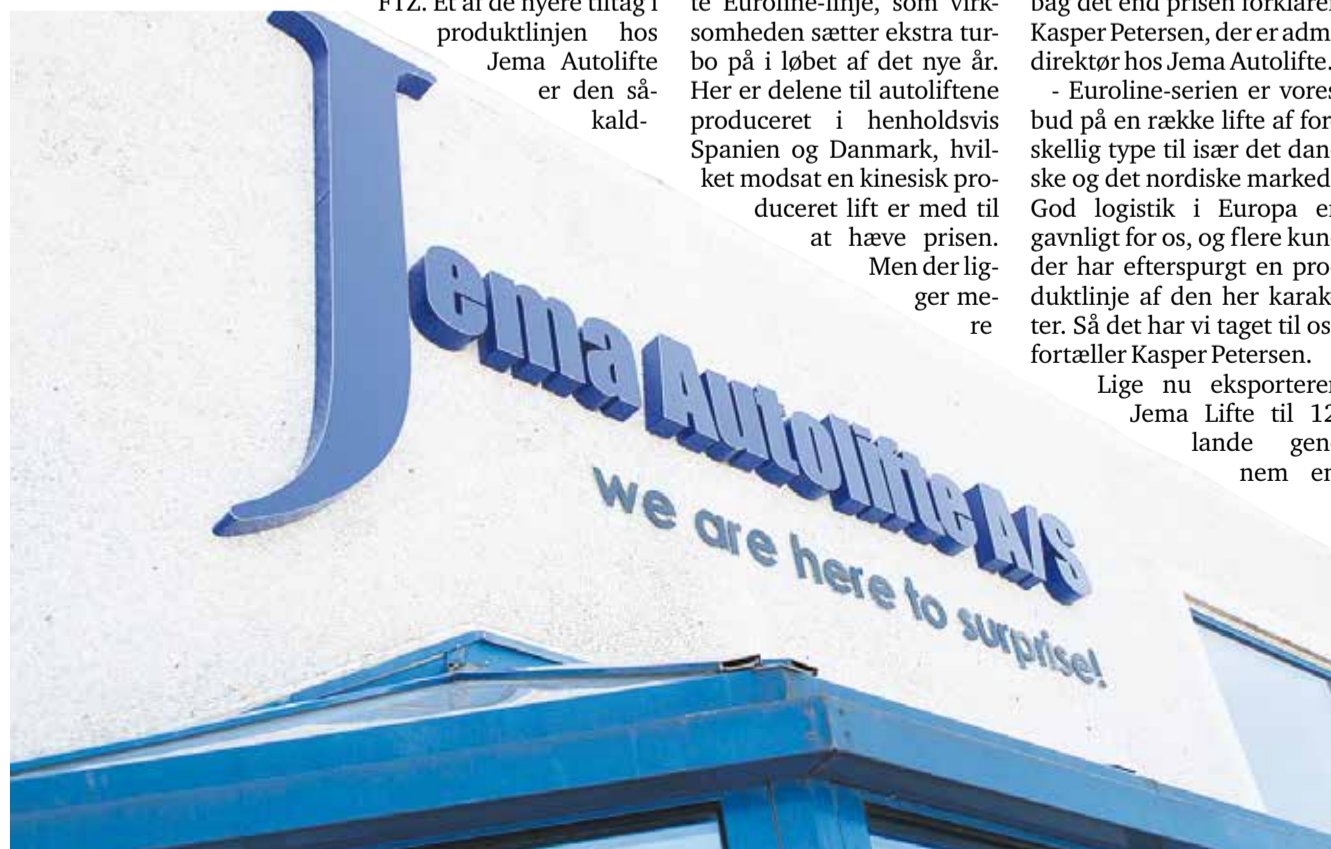 FTZ. Et af de nyere tiltag i
produktlinjen hos
Jema Autolifte
er den så-
kald-
te Euroline-linje, som virk-
somheden sætter ekstra tur-
bo på i løbet af det nye år.
Her er delene til autoliftene
produceret i henholdsvis
Spanien og Danmark, hvil-
ket modsat en kinesisk pro-
duceret lift er med til
at hæve prisen.
Men der lig-
ger me-
re
bag det end prisen forklarer
Kasper Petersen, der er adm
direktør hos Jema Autolifte.
- Euroline-serien er vores
bud på en række lifte af for
skellig type til især det dan
ske og det nordiske marked
God logistik i Europa er
gavnligt for os, og flere kun
der har efterspurgt en pro
duktlinje af den her karak
ter. Så det har vi taget til os
fortæller Kasper Petersen.
Lige nu eksporterer
Jema Lifte til 12
lande gen
nem
Jema Autolifte A/S
we are here to surprise!